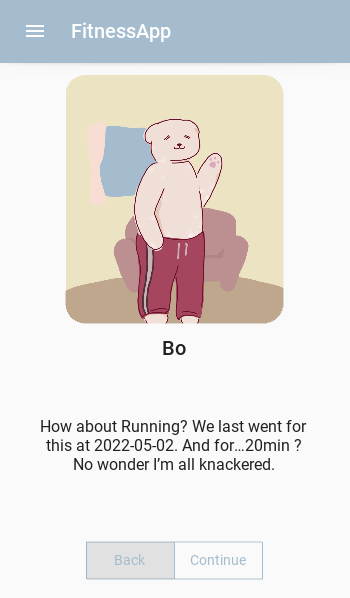 FitnessApp
Bo
How about Running? We last went for
this at 2022-05-02. And for...20min ?
No wonder I'm all knackered.
Back
Continue